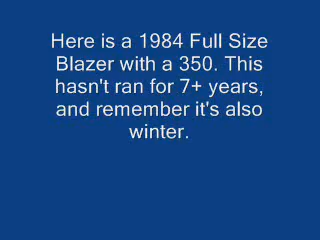 Here is a 1984 Full Size
Blazer with a 350. This
hasn't ran for 7+ years,
and remember it's also
winter.